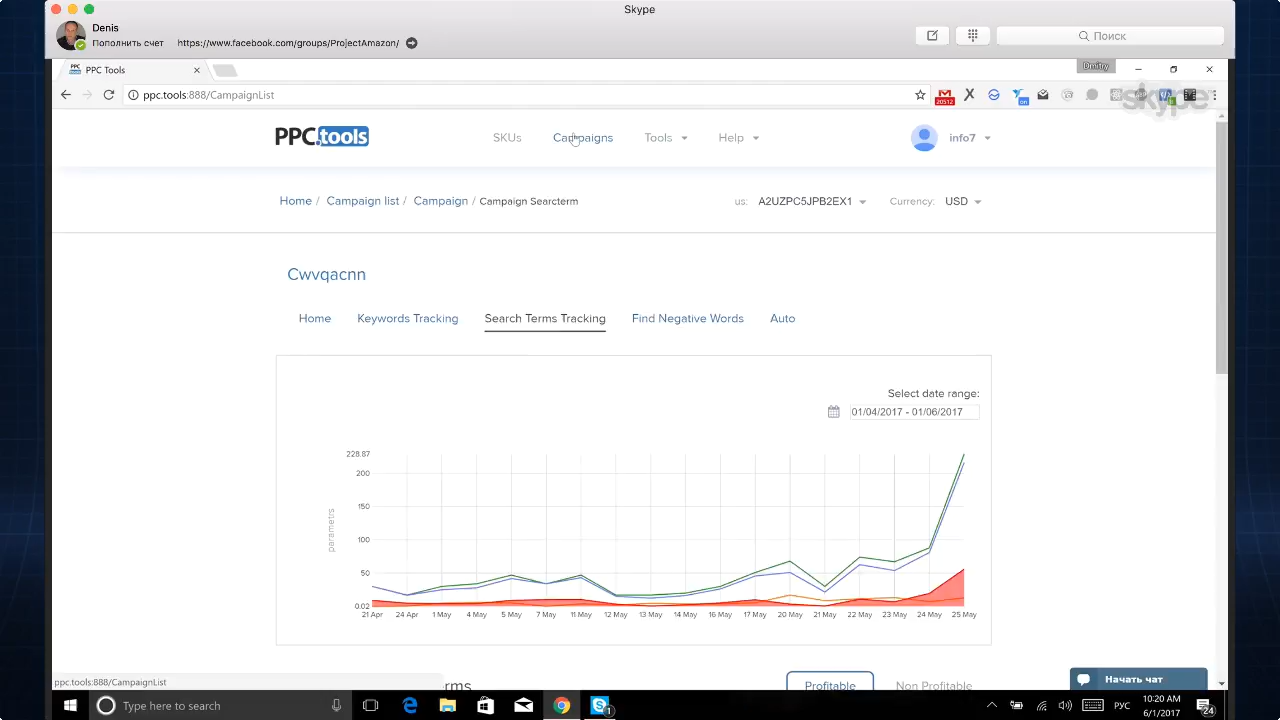 Skype
Denis
Пополнить счет https://www.facebook.com/groups/ProjectAmazon/
Поиск
PPC Tools
Dmitry
ppc.tools:888/CampaignList
20512
on
skype
PPC.tools
SKUs Campaigns Tools Help info7
Home / Campaign list / Campaign / Campaign Searcterm
us: A2UZPC5JPB2EX1 Currency: USD
Cwvqacnn
Home Keywords Tracking Search Terms Tracking Find Negative Words Auto
Select date range:
01/04/2017 - 01/06/2017
228.87
200
150
100
50
0.02
parametrs
21 Apr 24 Apr 1 May 4 May 5 May 7 May 11 May 12 May 13 May 14 May 16 May 17 May 20 May 21 May 22 May 23 May 24 May 25 May
ppc.tools:888/CampaignList
rms
Profitable Non Profitable
Начать чат
Type here to search
1
РУС
10:20 AM
6/1/2017
24